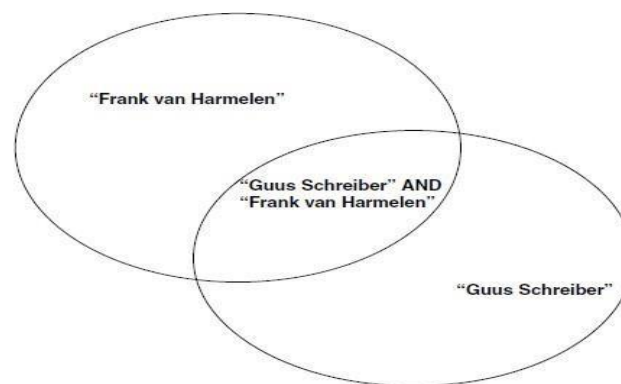 “Frank van Harmelen”
“Guus Schreiber” AND
“Frank van Harmelen”
“Guus Schreiber”